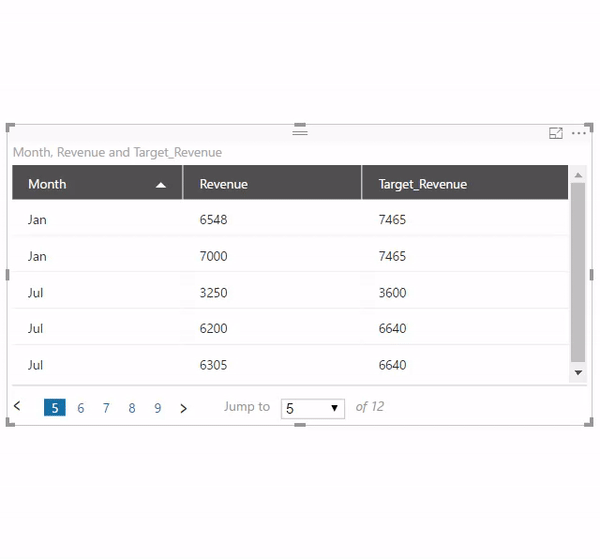 Month, Revenue and Target_Revenue
Month Revenue Target_Revenue
Jan 6548 7465
Jan 7000 7465
Jul 3250 3600
Jul 6200 6640
Jul 6305 6640
< 5 6 7 8 9 > Jump to 5 of 12